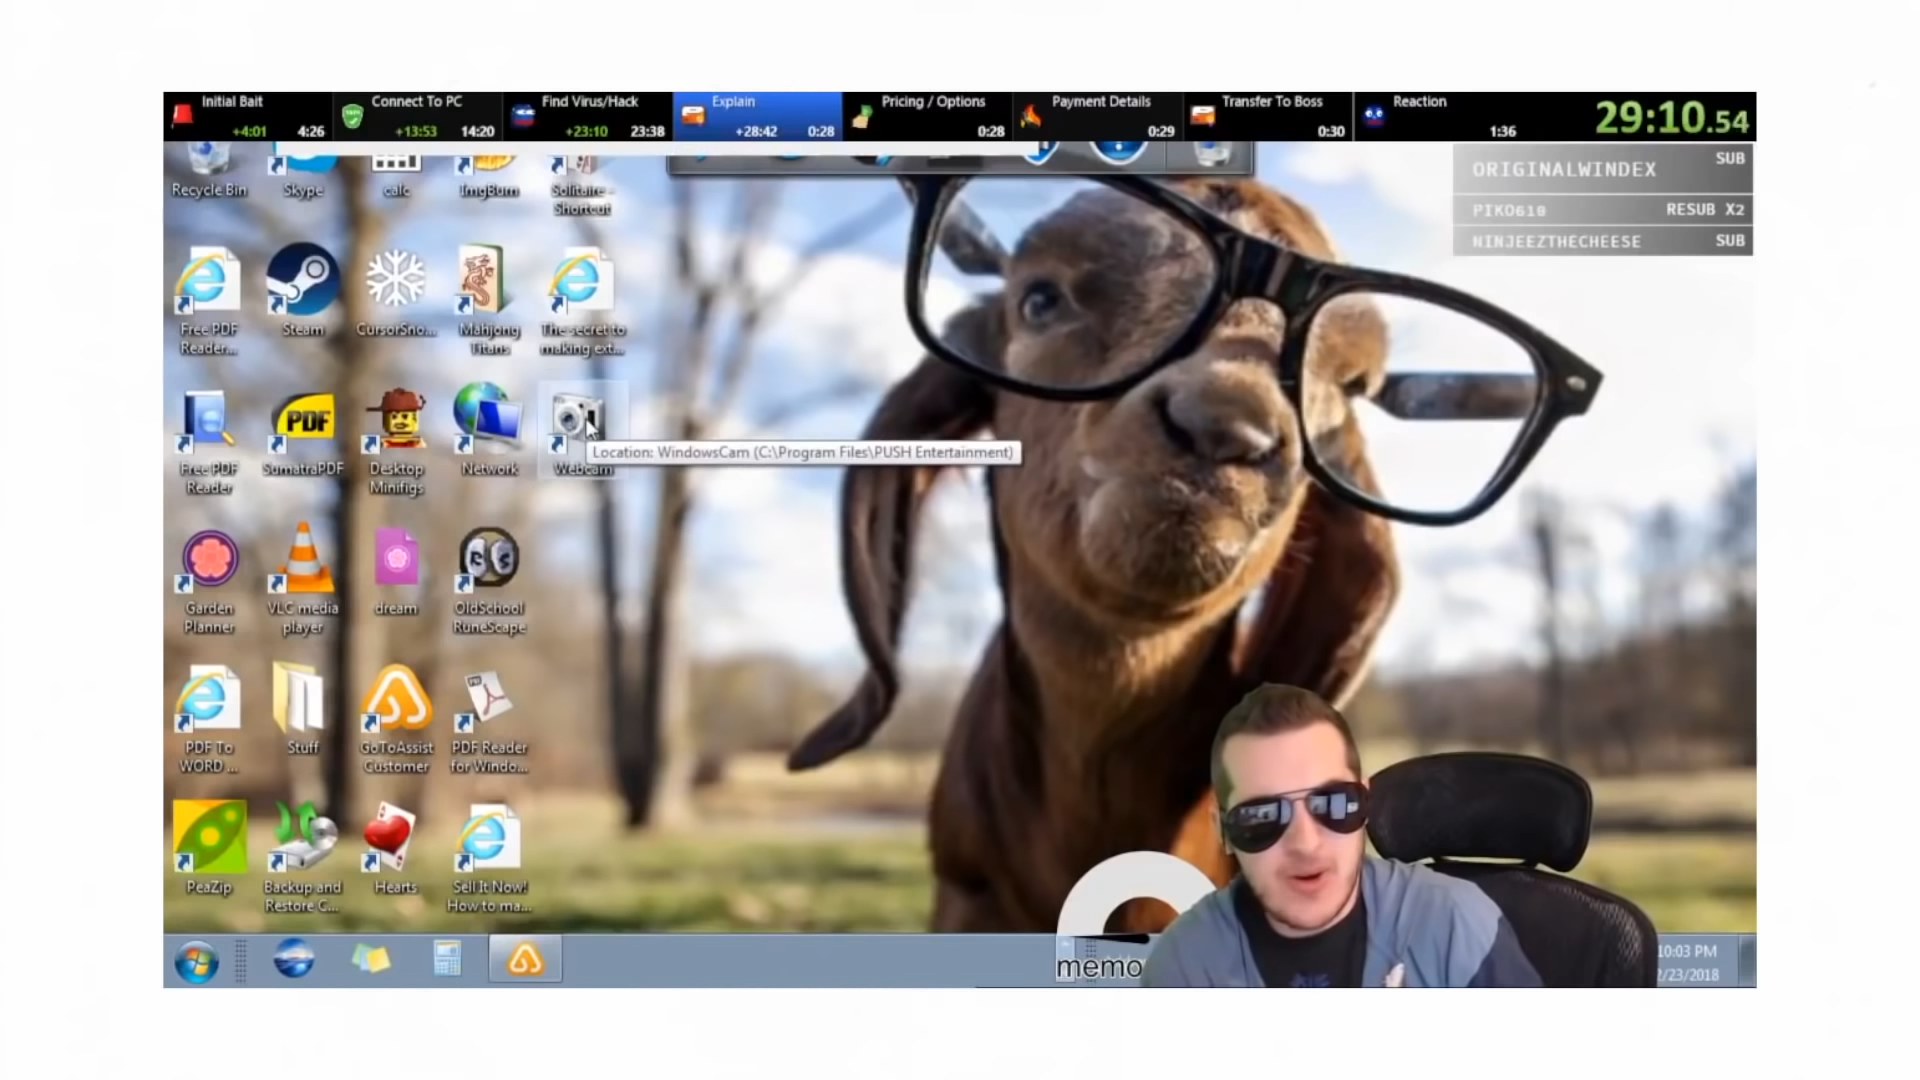 Initial Bait
+4:01 4:26
Connect To PC
+13:53 14:20
Find Virus/Hack
+23:10 23:38
Explain
+28:42 0:28
Pricing / Options
0:28
Payment Details
0:29
Transfer To Boss
0:30
Reaction
1:36
29:10.54
ORIGINALWINDEX SUB
PIKO610 RESUB X2
NINJEEZTHECHEESE SUB
Recycle Bin
Skype
calc
ImgBurn
Solitaire -
Shortcut
Free PDF
Reader...
Steam
CursorSno...
Mahjong
Titans
The secret to
making ext...
Free PDF
Reader
SumatraPDF
PDF
Desktop
Minifigs
Network
Webcam
Location: WindowsCam (C:\Program Files\PUSH Entertainment)
Garden
Planner
VLC media
player
dream
RS
OldSchool
RuneScape
PDF To
WORD ...
Stuff
GoToAssist
Customer
PDF Reader
for Windo...
PeaZip
Backup and
Restore C...
Hearts
Sell It Now!
How to ma...
memo
10:03 PM
2/23/2018